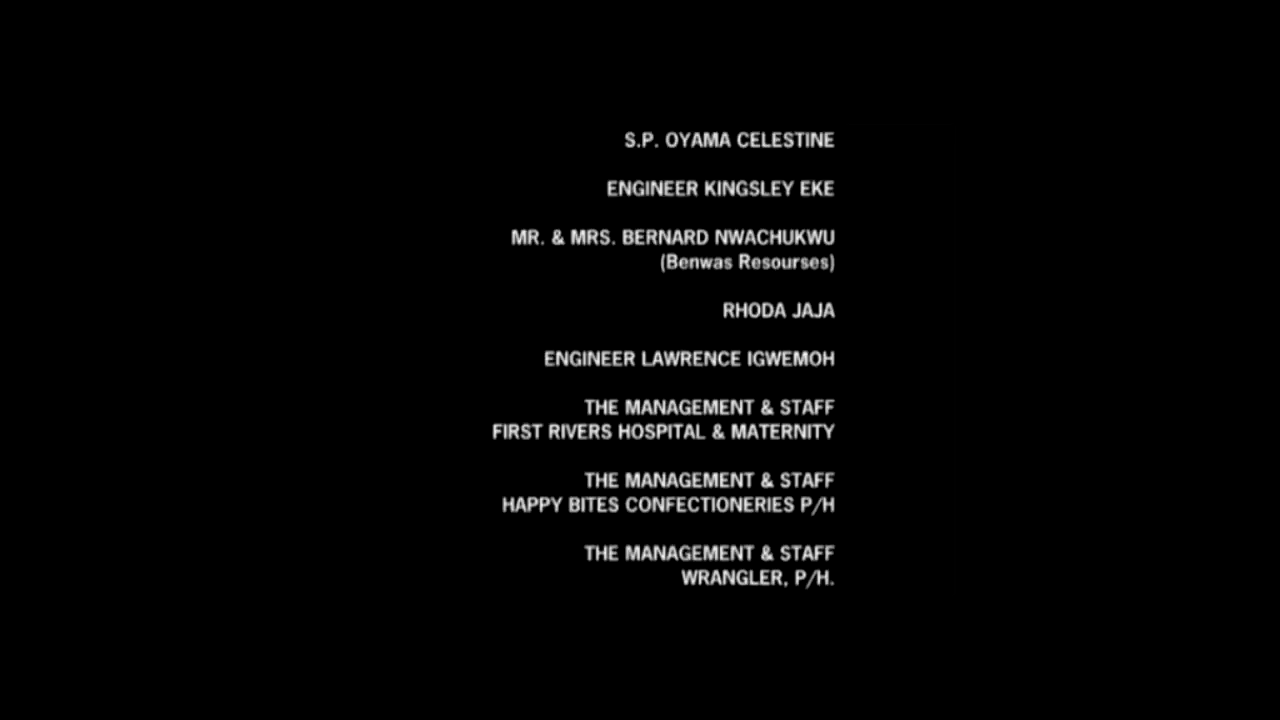 S.P. OYAMA CELESTINE
ENGINEER KINGSLEY EKE
MR. & MRS. BERNARD NWACHUKWU
(Benwas Resourses)
RHODA JAJA
ENGINEER LAWRENCE IGWEMOH
THE MANAGEMENT & STAFF
FIRST RIVERS HOSPITAL & MATERNITY
THE MANAGEMENT & STAFF
HAPPY BITES CONFECTIONERIES P/H
THE MANAGEMENT & STAFF
WRANGLER, P/H.